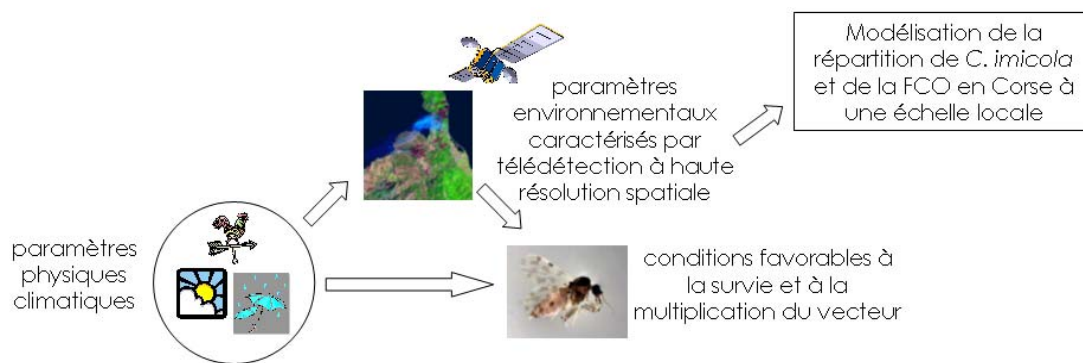 Modélisation de la
répartition de C. imicola
et de la FCO en Corse à
une échelle locale
paramètres
environnementaux
caractérisés par
télédétection à haute
résolution spatiale
paramètres
physiques
climatiques
conditions favorables à
la survie et à la
multiplication du vecteur